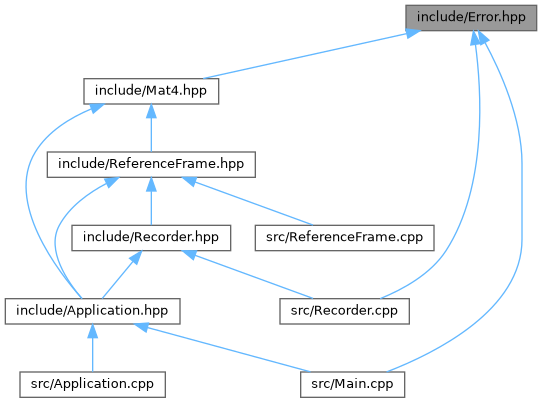 include/Error.hpp
include/Mat4.hpp
include/ReferenceFrame.hpp
include/Recorder.hpp
src/ReferenceFrame.cpp
include/Application.hpp
src/Recorder.cpp
src/Application.cpp
src/Main.cpp